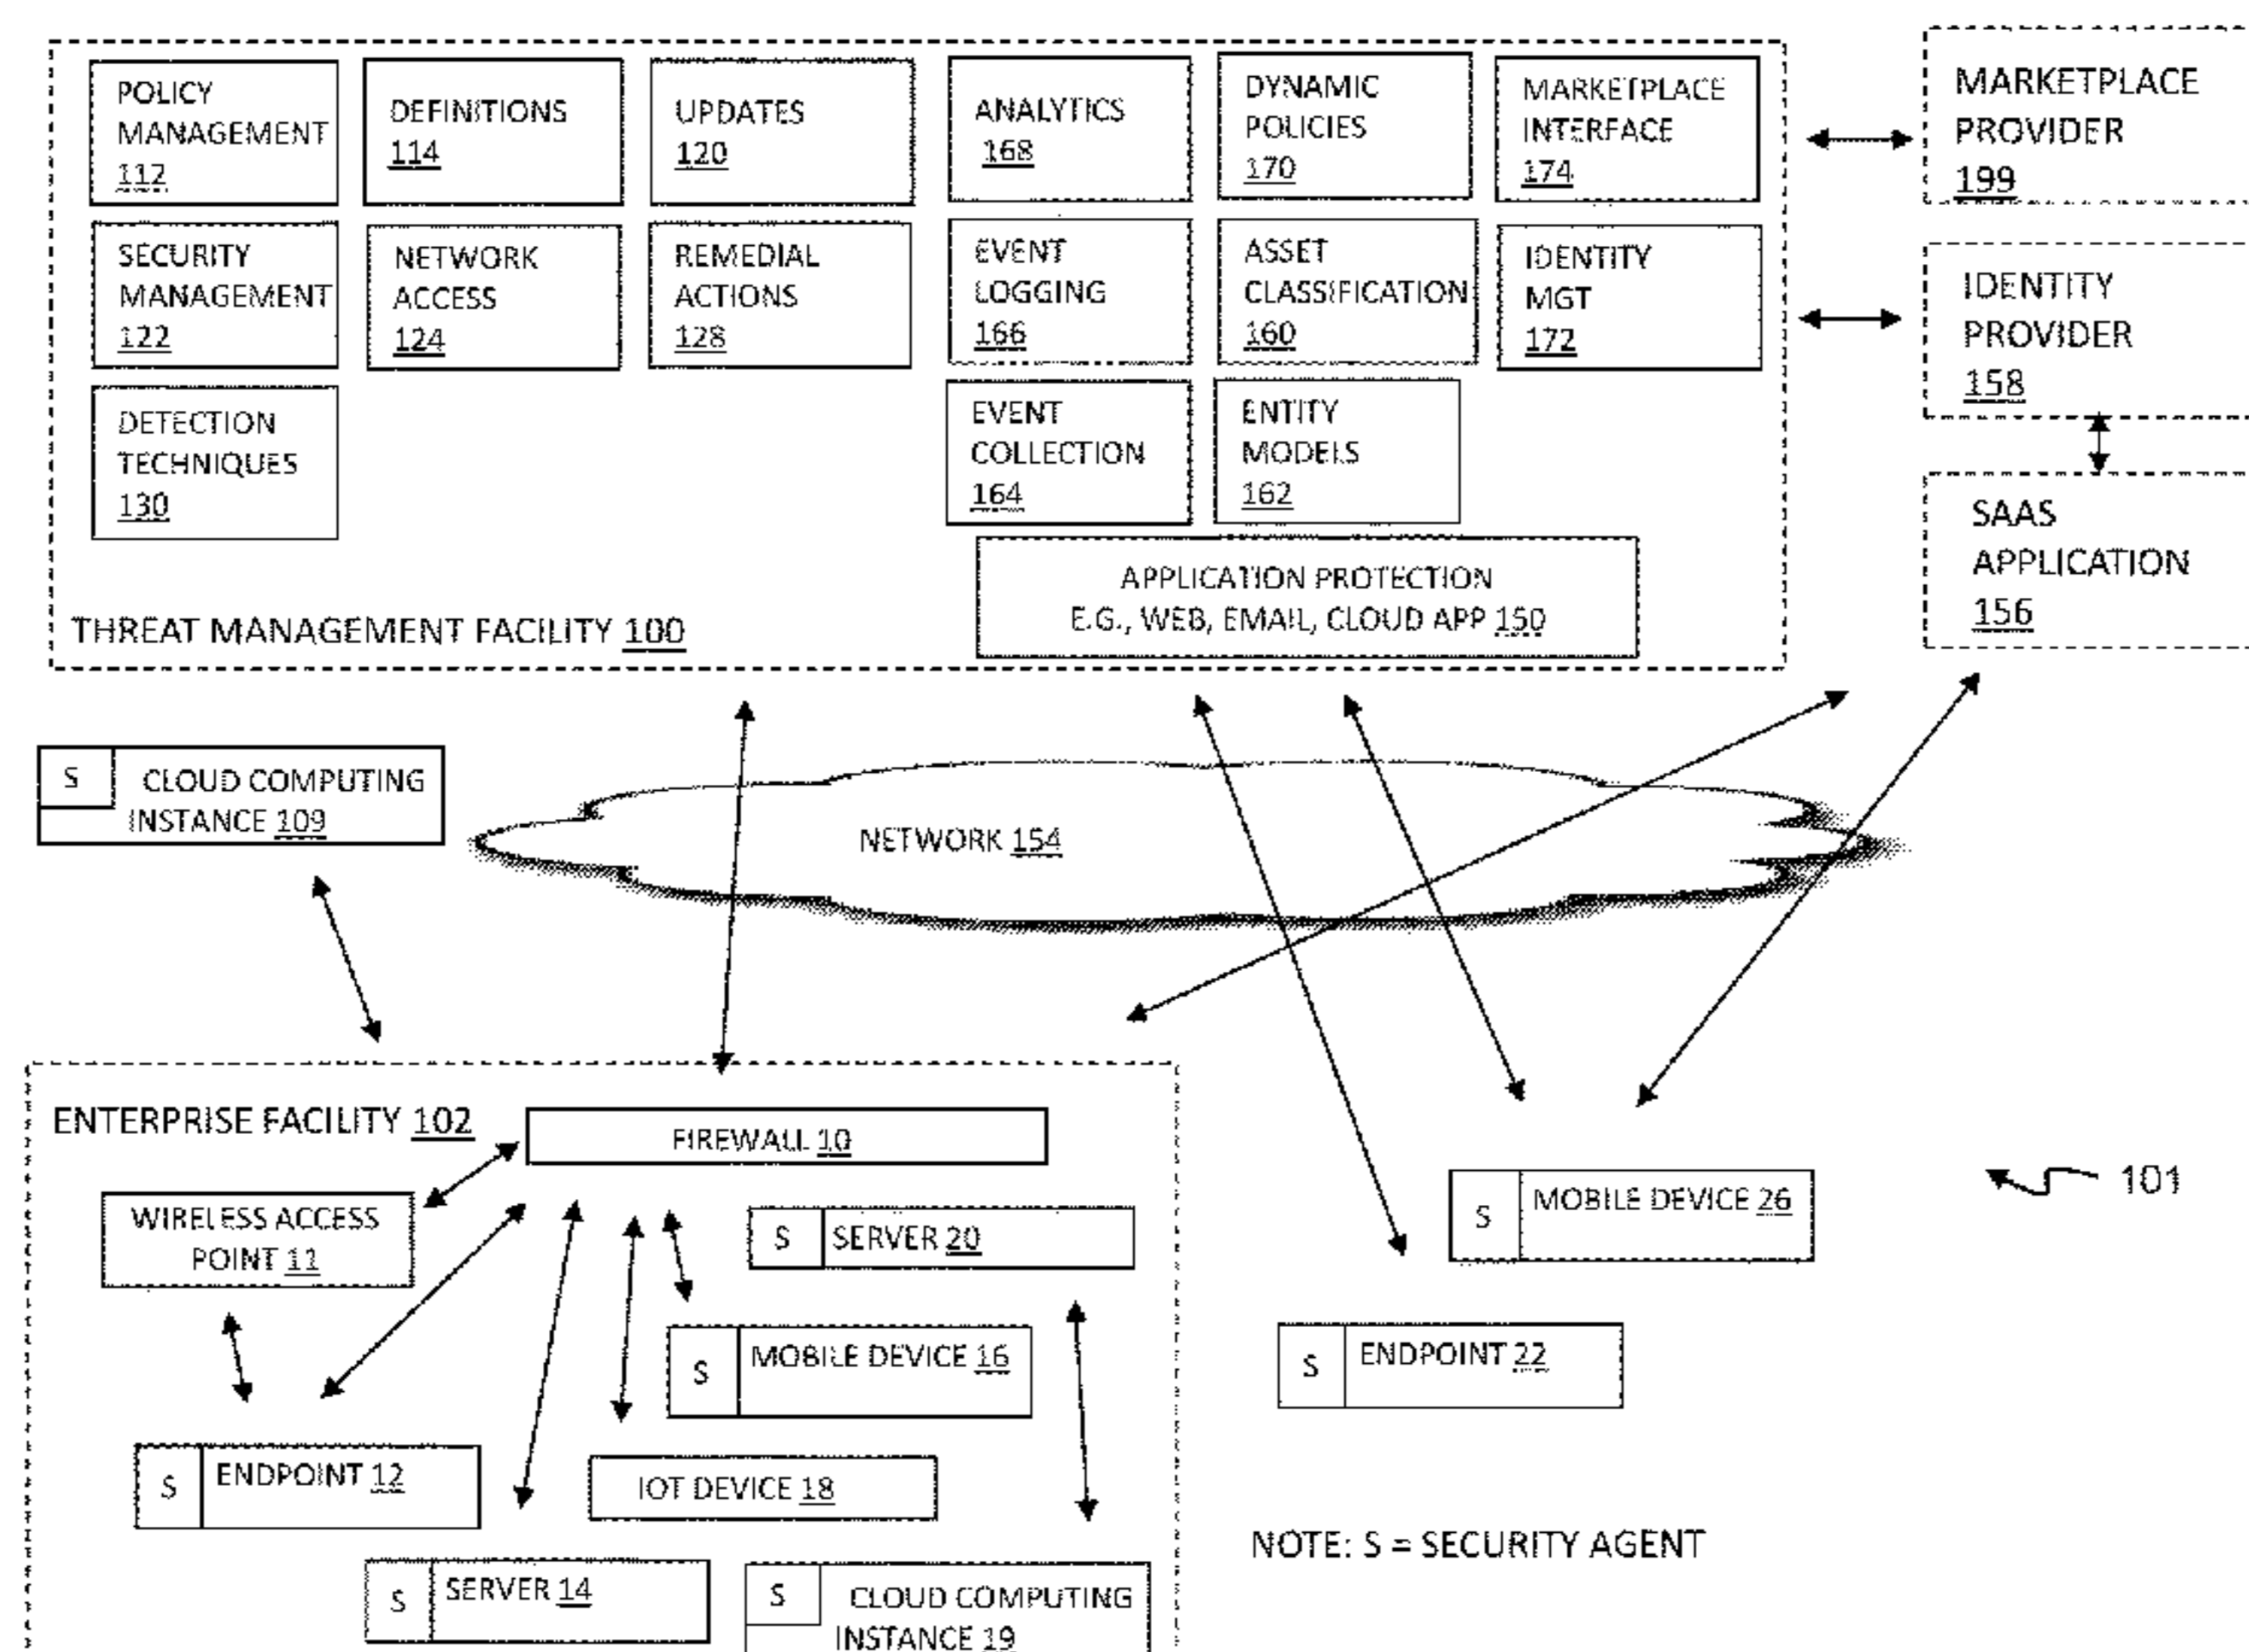 POLICY
MANAGEMENT
112
DEFINITIONS
114
UPDATES
120
ANALYTICS
168
DYNAMIC
POLICIES
170
MARKETPLACE
INTERFACE
174
MARKETPLACE
PROVIDER
199
SECURITY
MANAGEMENT
122
NETWORK
ACCESS
124
REMEDIAL
ACTIONS
128
EVENT
LOGGING
166
ASSET
CLASSIFICATION
160
IDENTITY
MGT
172
IDENTITY
PROVIDER
158
DETECTION
TECHNIQUES
130
EVENT
COLLECTION
164
ENTITY
MODELS
162
SAAS
APPLICATION
156
APPLICATION PROTECTION
E.G., WEB, EMAIL, CLOUD APP 150
THREAT MANAGEMENT FACILITY 100
S CLOUD COMPUTING
INSTANCE 109
NETWORK 154
ENTERPRISE FACILITY 102
FIREWALL 10
WIRELESS ACCESS
POINT 11
S SERVER 20
S MOBILE DEVICE 26
101
S MOBILE DEVICE 16
S ENDPOINT 22
S ENDPOINT 12
IOT DEVICE 18
NOTE: S = SECURITY AGENT
S SERVER 14
S CLOUD COMPUTING
INSTANCE 19